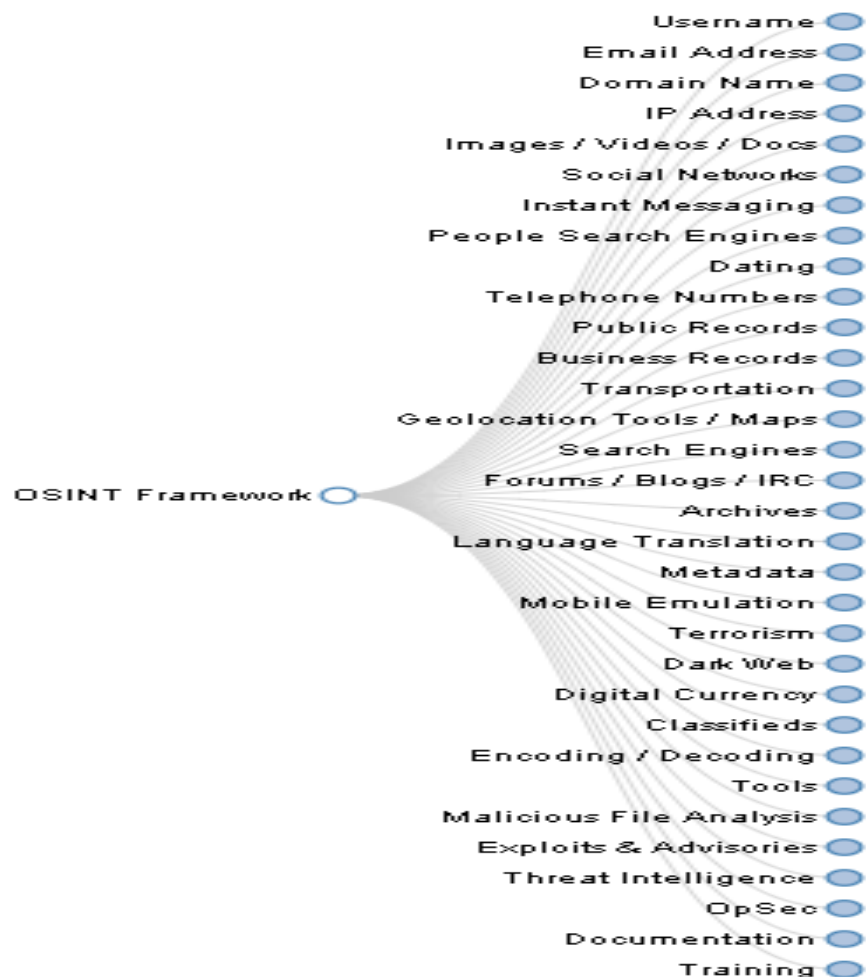 Username
Email Address
Domain Name
IP Address
Images / Videos / Docs
Social Networks
Instant Messaging
People Search Engines
Dating
Telephone Numbers
Public Records
Business Records
Transportation
Geolocation Tools / Maps
Search Engines
Forums / Blogs / IRC
OSINT Framework
Archives
Language Translation
Metadata
Mobile Emulation
Terrorism
Dark Web
Digital Currency
Classifieds
Encoding / Decoding
Tools
Malicious File Analysis
Exploits & Advisories
Threat Intelligence
OpSec
Documentation
Training